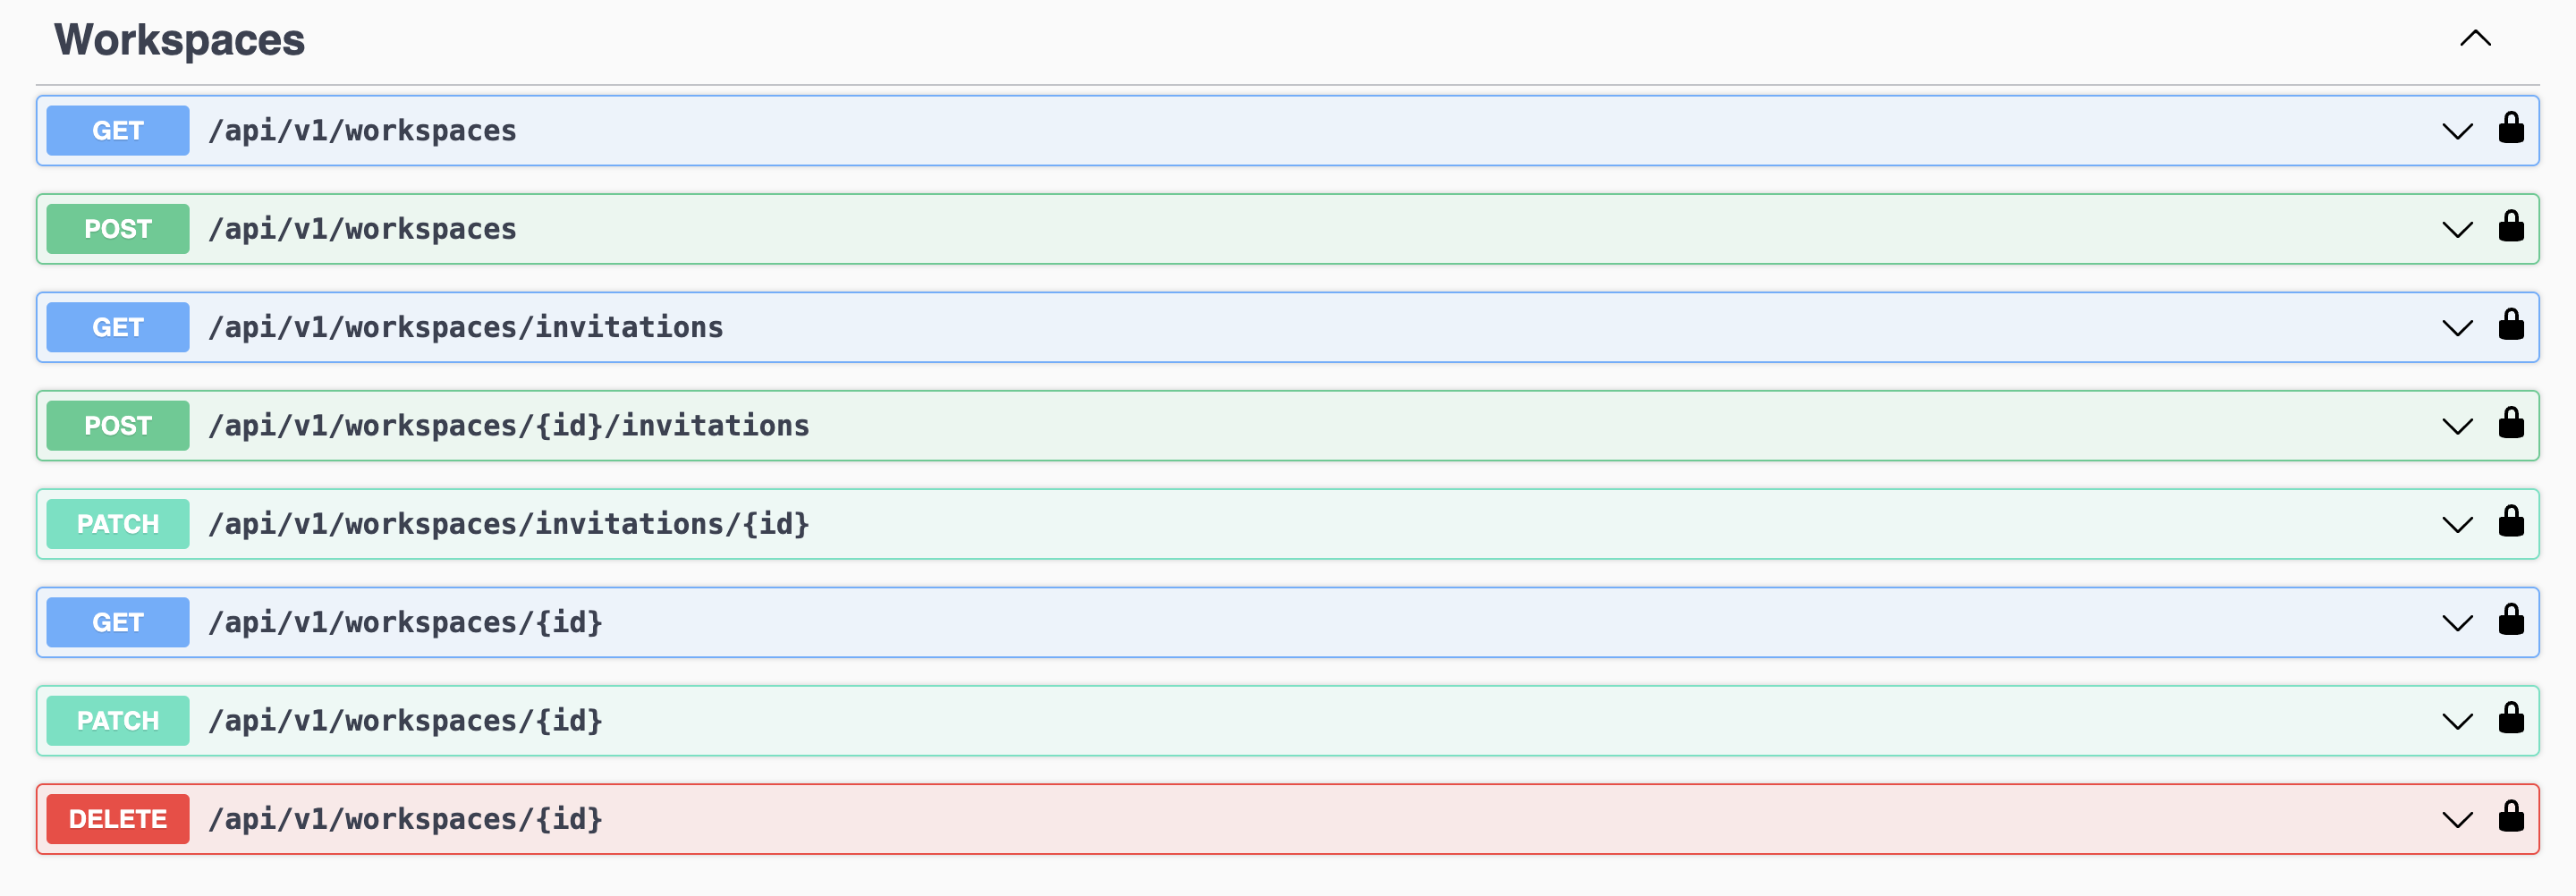 Workspaces
GET /api/v1/workspaces
POST /api/v1/workspaces
GET /api/v1/workspaces/invitations
POST /api/v1/workspaces/{id}/invitations
PATCH /api/v1/workspaces/invitations/{id}
GET /api/v1/workspaces/{id}
PATCH /api/v1/workspaces/{id}
DELETE /api/v1/workspaces/{id}